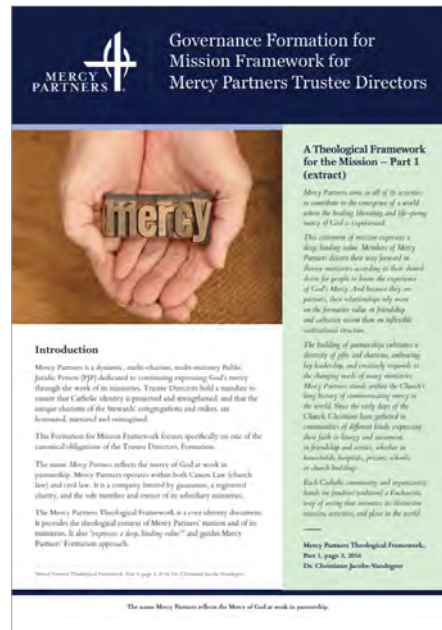 MERCY
PARTNERS
Governance Formation for
Mission Framework for
Mercy Partners Trustee Directors
mercy
Introduction
Mercy Partners is a dynamic, multi-charism, multi-ministry Public
Juridic Person (PJP) dedicated to continuing expressing God's mercy
through the work of its ministries. Trustee Directors hold a mandate to
ensure that Catholic identity is preserved and strengthened, and that the
unique charisms of the Stewards' congregations and orders, are
honoured, nurtured and reimagined.
This Formation for Mission Framework focuses specifically on one of the
canonical obligations of the Trustee Directors, Formation.
The name Mercy Partners reflects the mercy of God at work in
partnership. Mercy Partners operates within both Canon Law (church
law) and civil law. It is a company limited by guarantee, a registered
charity, and the sole member and owner of its subsidiary ministries.
The Mercy Partners Theological Framework is a core identity document.
It provides the theological context of Mercy Partners' mission and of its
ministries. It also "expresses a deep, binding value" and guides Mercy
Partners' Formation approach.
Mercy Partners Theological Framework, Part 1, page 3, 2016, Dr. Christiaan Jacobs-Vandegeer
A Theological Framework
for the Mission – Part 1
(extract)
Mercy Partners aims in all of its activities
to contribute to the emergence of a world
where the healing, liberating and life-giving
mercy of God is experienced.
This statement of mission expresses a
deep, binding value. Members of Mercy
Partners discern their way forward in
diverse ministries according to their shared
desire for people to know the experience
of God's Mercy. And because they are
partners, their relationships rely more
on the formative value of friendship
and collective vision than on inflexible
institutional structure.
The building of partnerships cultivates a
diversity of gifts and charisms, embracing
lay leadership, and creatively responds to
the changing needs of many ministries.
Mercy Partners stands within the Church's
long history of communicating mercy to
the world. Since the early days of the
Church, Christians have gathered in
communities of different kinds, expressing
their faith in liturgy and sacrament,
in friendship and service, whether in
households, hospitals, prisons, schools,
or church buildings.
Each Catholic community and organisation
hands on (traditio/tradition) a Eucharistic
way of seeing that animates its distinctive
mission, activities, and place in the world.
Mercy Partners Theological Framework,
Part 1, page 3, 2016
Dr. Christiaan Jacobs-Vandegeer
The name Mercy Partners reflects the Mercy of God at work in partnership.